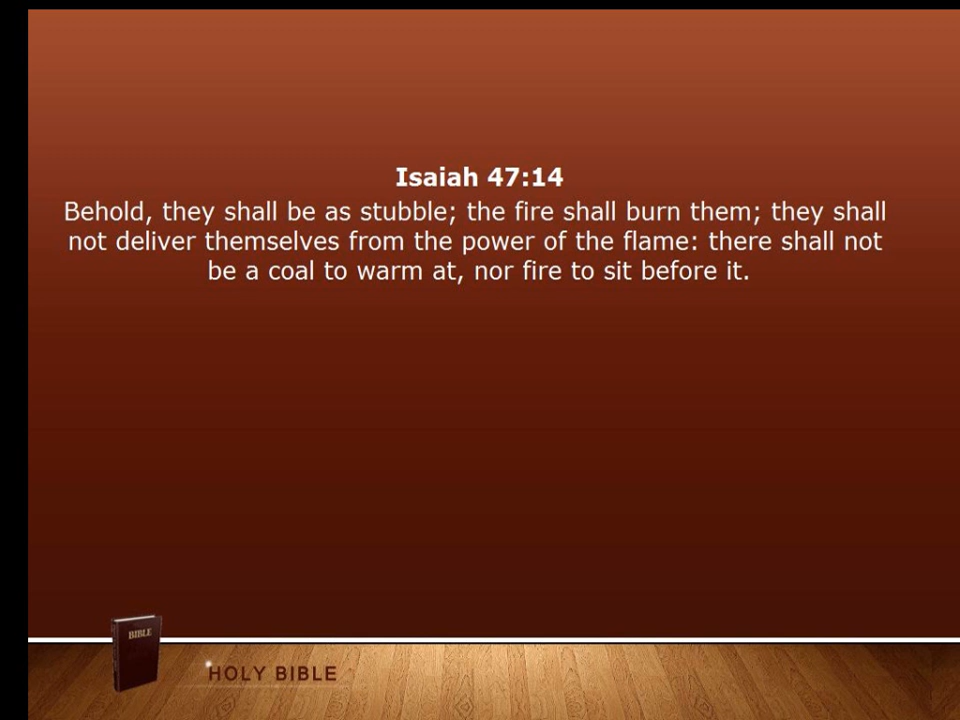 Isaiah 47:14
Behold, they shall be as stubble; the fire shall burn them; they shall
not deliver themselves from the power of the flame: there shall not
be a coal to warm at, nor fire to sit before it.
BIBLE
HOLY BIBLE